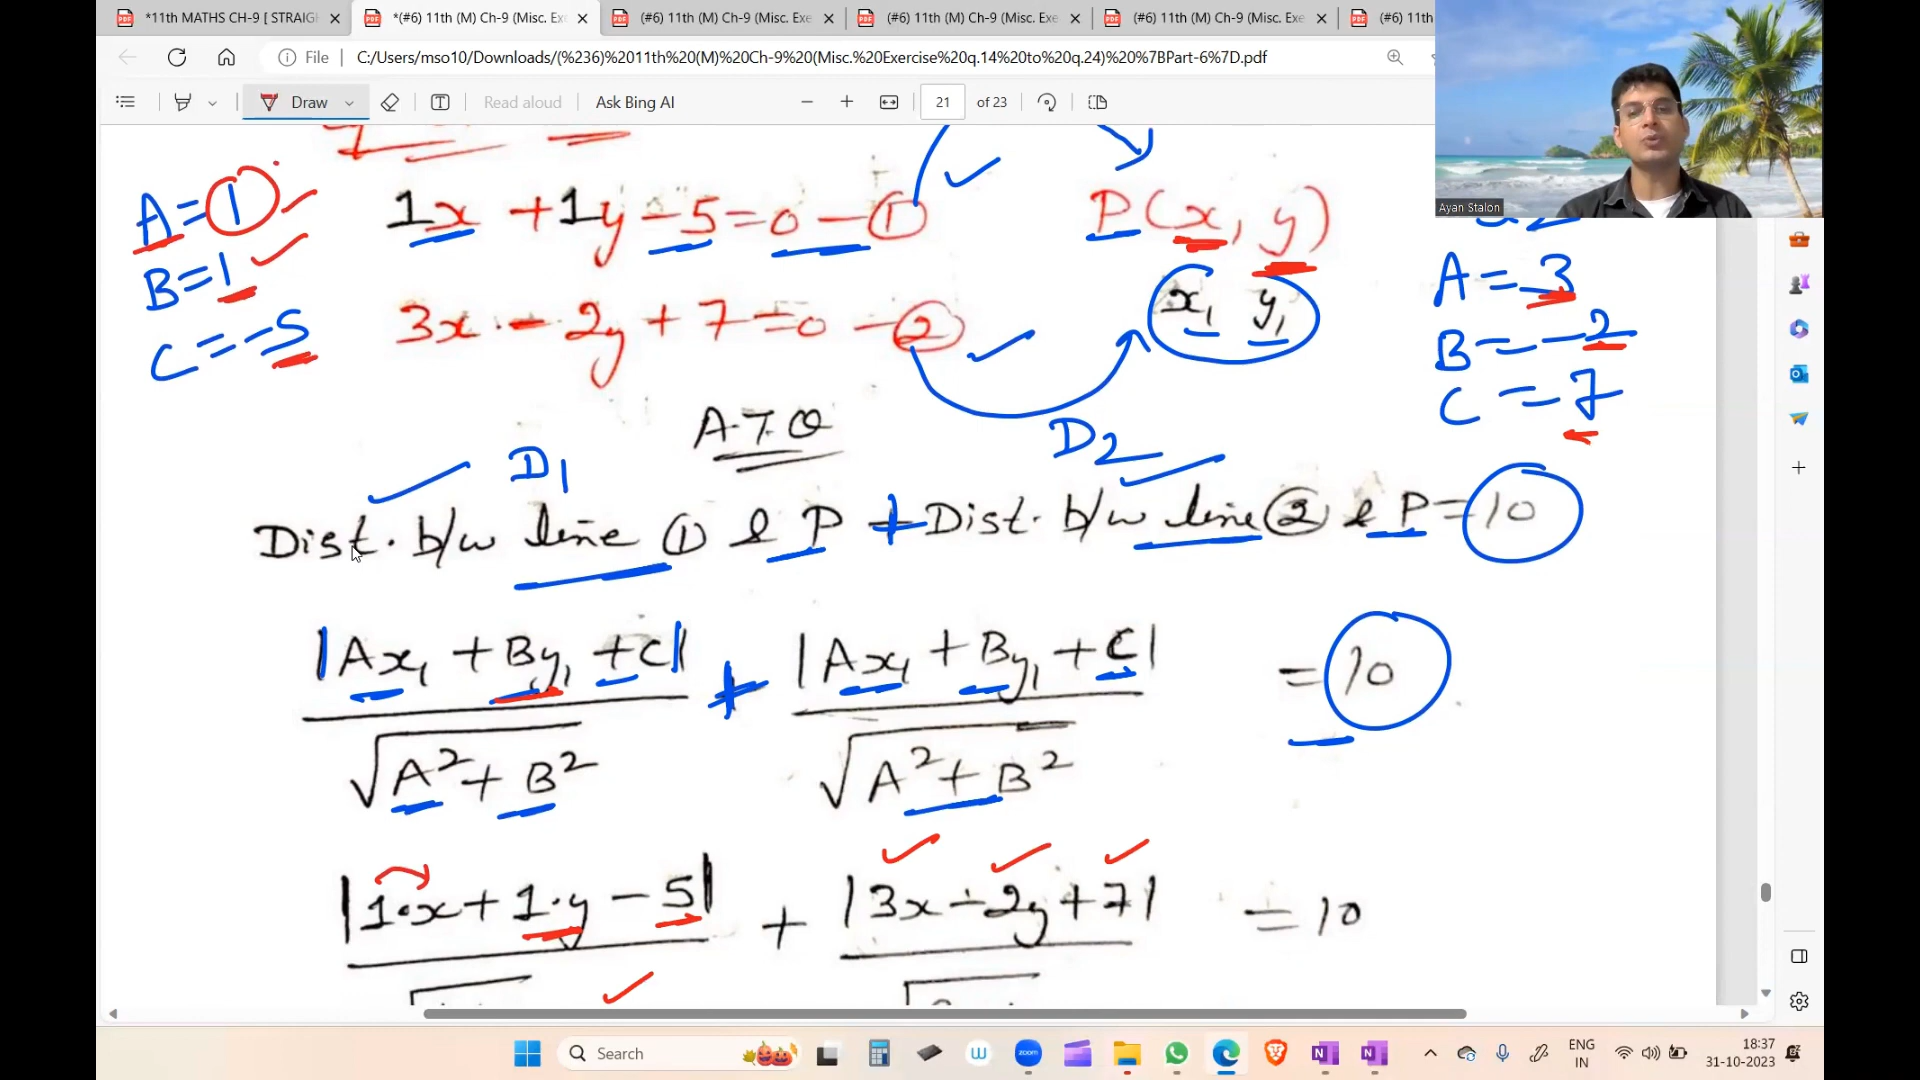 *11th MATHS CH-9 [ STRAIGH
*(#6) 11th (M) Ch-9 (Misc. Exe
(#6) 11th (M) Ch-9 (Misc. Exe
(#6) 11th (M) Ch-9 (Misc. Exe
(#6) 11th (M) Ch-9 (Misc. Exe
(#6) 11th
File
C:/Users/mso10/Downloads/(%236)%2011th%20(M)%20Ch-9%20(Misc.%20Exercise%20q.14%20to%20q.24)%20%7BPart-6%7D.pdf
Draw
Read aloud
Ask Bing AI
21 of 23
Ayan Stalon
A=1
B=1
C=-5
1x + 1y - 5 = 0 - ①
P(x, y)
3x - 2y + 7 = 0 - ②
x₁ y₁
A = 3
B = -2
C = 7
A.T.Q
D1
D2
Dist. b/w line ① & P + Dist. b/w line ② & P = 10
|Ax₁ + By₁ + C| + |Ax₁ + By₁ + C| = 10
√A² + B² √A² + B²
|1·x + 1·y - 5| + |3x - 2y + 7| = 10
Search
zoom
ENG
IN
18:37
31-10-2023